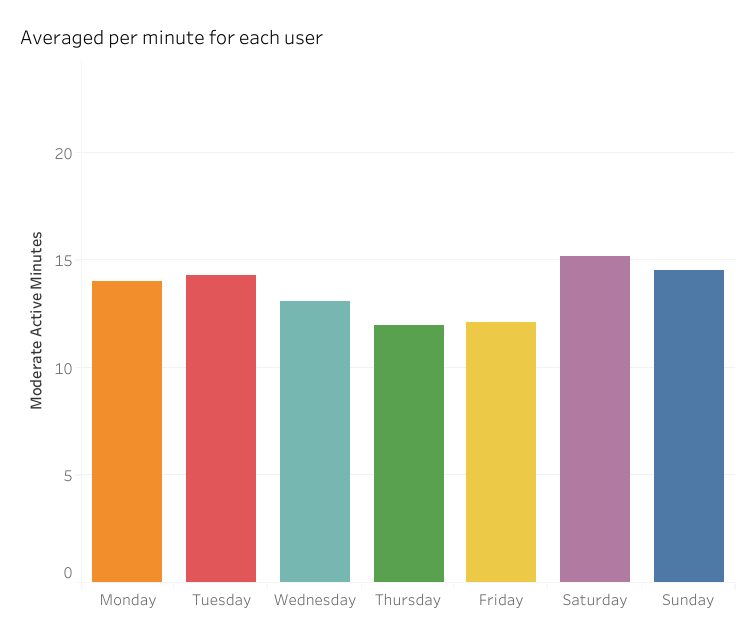 Averaged per minute for each user
Moderate Active Minutes
20
15
10
5
0
Monday Tuesday Wednesday Thursday Friday Saturday Sunday